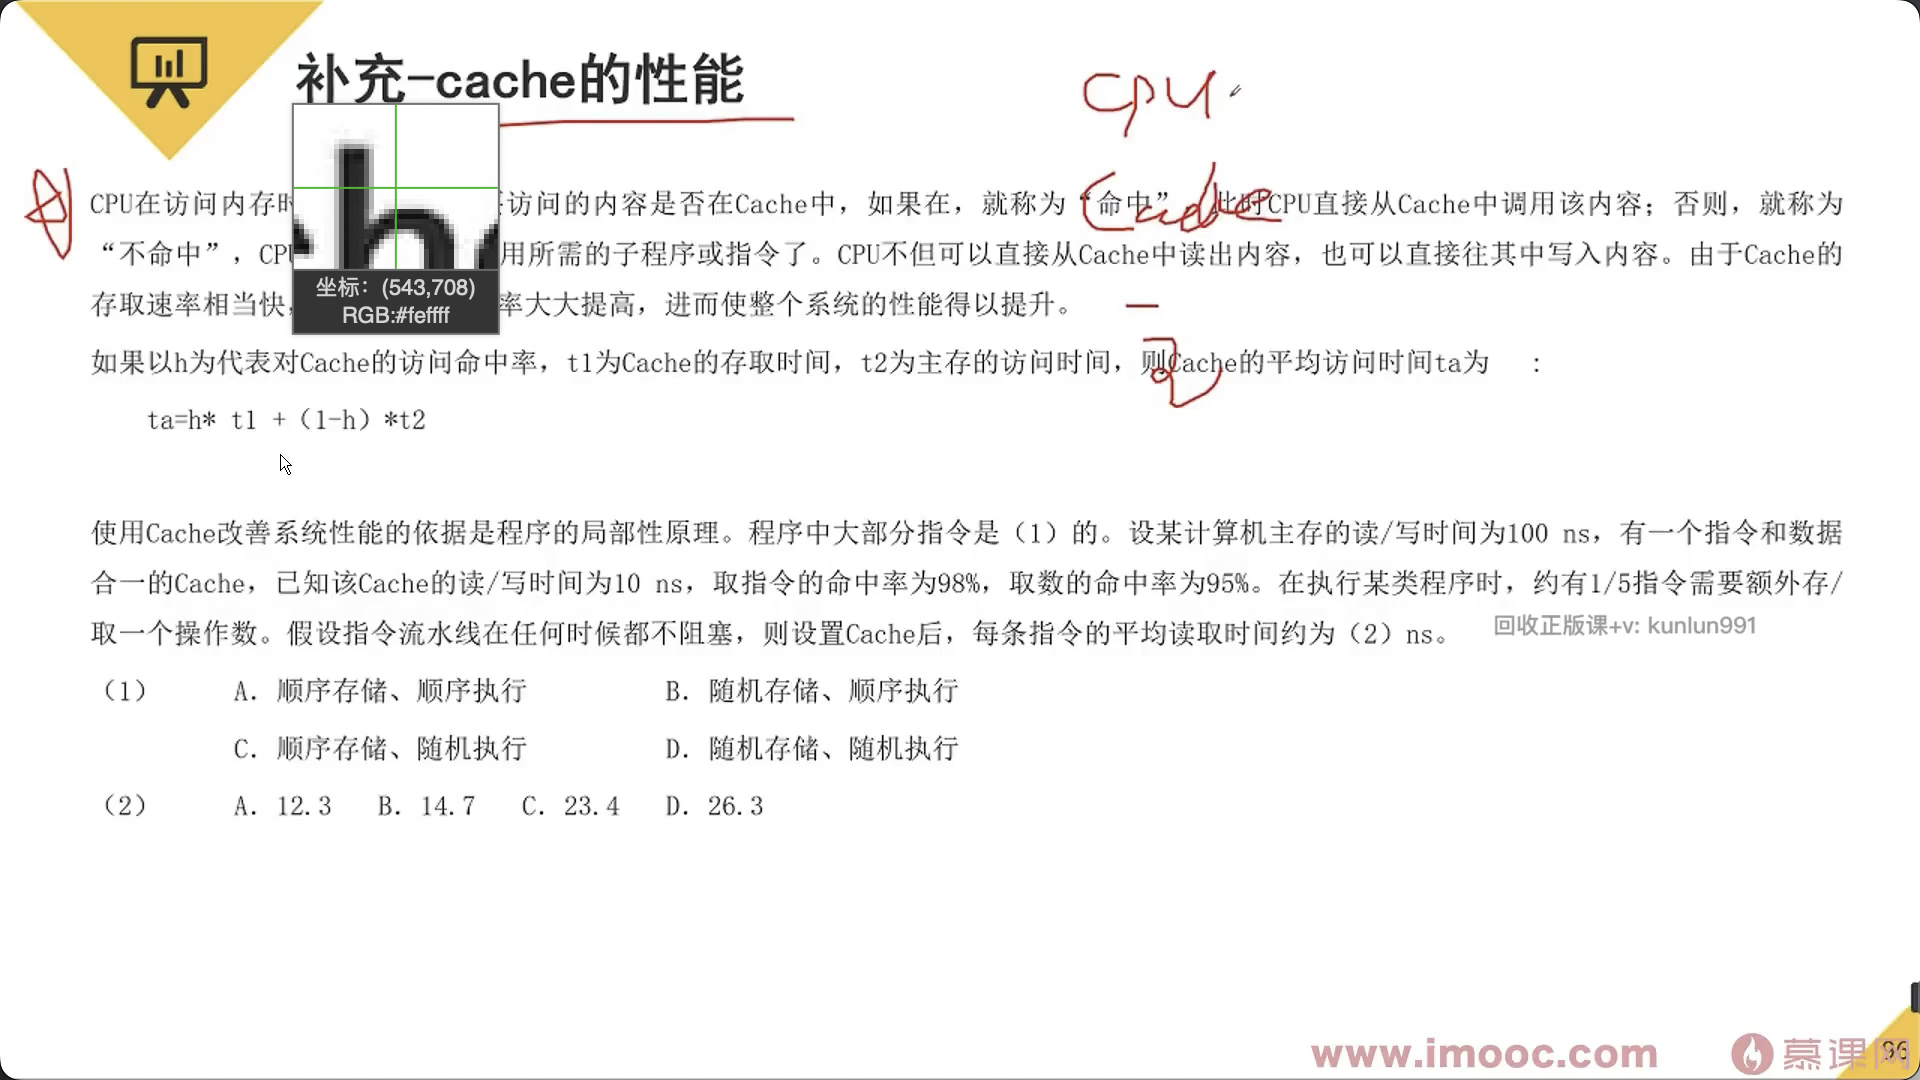 补充-cache的性能
CPU
Cache
CPU在访问内存时 访问的内容是否在Cache中，如果在，就称为“命中” 此时CPU直接从Cache中调用该内容；否则，就称为
“不命中”，CPU 用所需的子程序或指令了。CPU不但可以直接从Cache中读出内容，也可以直接往其中写入内容。由于Cache的
存取速率相当快， 率大大提高，进而使整个系统的性能得以提升。
坐标：(543,708)
RGB:#feffff
如果以h为代表对Cache的访问命中率，t1为Cache的存取时间，t2为主存的访问时间，则Cache的平均访问时间ta为 ：
ta=h* t1 +（1-h）*t2
使用Cache改善系统性能的依据是程序的局部性原理。程序中大部分指令是（1）的。设某计算机主存的读/写时间为100 ns，有一个指令和数据
合一的Cache，已知该Cache的读/写时间为10 ns，取指令的命中率为98%，取数的命中率为95%。在执行某类程序时，约有1/5指令需要额外存/
取一个操作数。假设指令流水线在任何时候都不阻塞，则设置Cache后，每条指令的平均读取时间约为（2）ns。
回收正版课+v: kunlun991
（1） A. 顺序存储、顺序执行 B. 随机存储、顺序执行
C. 顺序存储、随机执行 D. 随机存储、随机执行
（2） A. 12.3 B. 14.7 C. 23.4 D. 26.3
www.imooc.com 慕课网
96